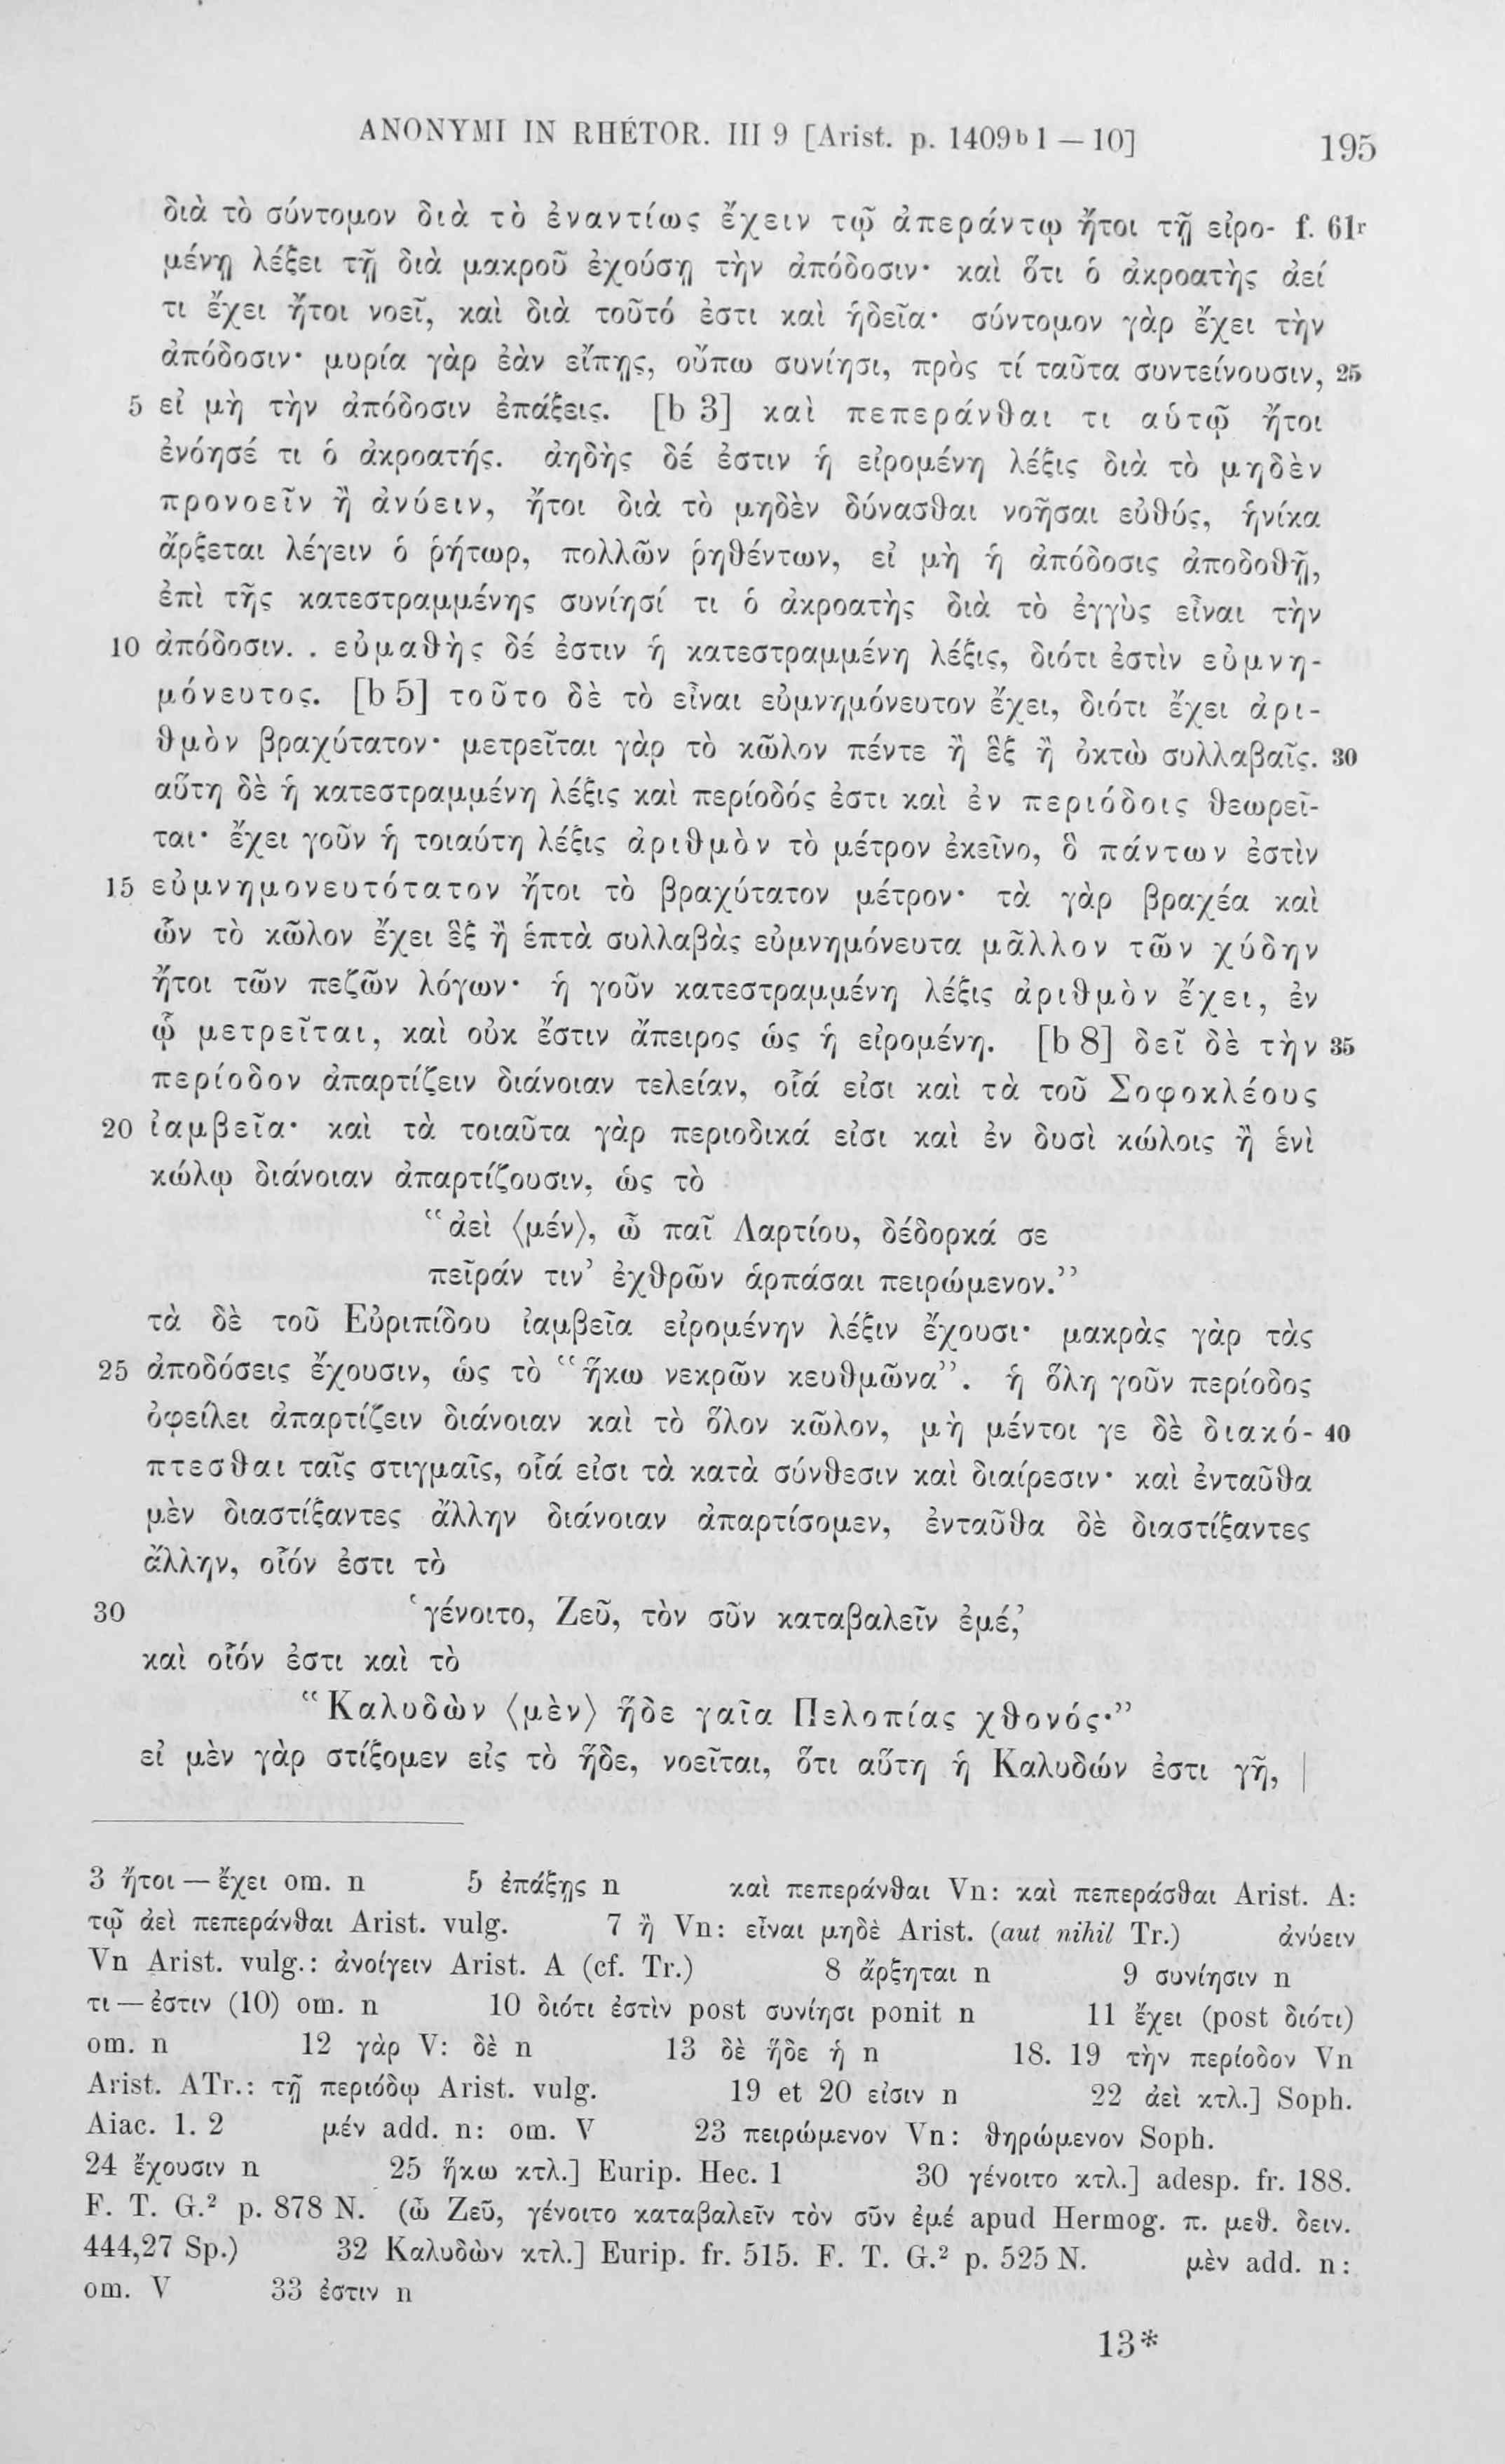 ANONYMI IN RHÉTOR. III 9 [Arist. p. 1409ᵇ 1 — 10] 195
διὰ τὸ σύντομον διὰ τὸ ἐναντίως ἔχειν τῷ ἀπεράντῳ ἤτοι τῇ εἰρο- f. 61ʳ
μένῃ λέξει τῇ διὰ μακροῦ ἐχούσῃ τὴν ἀπόδοσιν· καὶ ὅτι ὁ ἀκροατὴς ἀεί
τι ἔχει ἤτοι νοεῖ, καὶ διὰ τοῦτό ἐστι καὶ ἡδεῖα· σύντομον γὰρ ἔχει τὴν
ἀπόδοσιν· μυρία γὰρ ἐὰν εἴπῃς, οὔπω συνίησι, πρὸς τί ταῦτα συντείνουσιν, 25
5 εἰ μὴ τὴν ἀπόδοσιν ἐπάξεις. [b 3] καὶ πεπεράνθαι τι αὑτῷ ἤτοι
ἐνόησέ τι ὁ ἀκροατής. ἀηδὴς δέ ἐστιν ἡ εἰρομένη λέξις διὰ τὸ μηδὲν
προνοεῖν ἢ ἀνύειν, ἤτοι διὰ τὸ μηδὲν δύνασθαι νοῆσαι εὐθύς, ἡνίκα
ἄρξεται λέγειν ὁ ῥήτωρ, πολλῶν ῥηθέντων, εἰ μὴ ἡ ἀπόδοσις ἀποδοθῇ,
ἐπὶ τῆς κατεστραμμένης συνίησί τι ὁ ἀκροατὴς διὰ τὸ ἐγγὺς εἶναι τὴν
10 ἀπόδοσιν. . εὐμαθὴς δέ ἐστιν ἡ κατεστραμμένη λέξις, διότι ἐστὶν εὐμνη-
μόνευτος. [b 5] τοῦτο δὲ τὸ εἶναι εὐμνημόνευτον ἔχει, διότι ἔχει ἀρι-
θμὸν βραχύτατον· μετρεῖται γὰρ τὸ κῶλον πέντε ἢ ἓξ ἢ ὀκτὼ συλλαβαῖς. 30
αὕτη δὲ ἡ κατεστραμμένη λέξις καὶ περίοδός ἐστι καὶ ἐν περιόδοις θεωρεῖ-
ται· ἔχει γοῦν ἡ τοιαύτη λέξις ἀριθμὸν τὸ μέτρον ἐκεῖνο, ὃ πάντων ἐστὶν
15 εὐμνημονευτότατον ἤτοι τὸ βραχύτατον μέτρον· τὰ γὰρ βραχέα καὶ
ὧν τὸ κῶλον ἔχει ἓξ ἢ ἑπτὰ συλλαβὰς εὐμνημόνευτα μᾶλλον τῶν χύδην
ἤτοι τῶν πεζῶν λόγων· ἡ γοῦν κατεστραμμένη λέξις ἀριθμὸν ἔχει, ἐν
ᾧ μετρεῖται, καὶ οὐκ ἔστιν ἄπειρος ὡς ἡ εἰρομένη. [b 8] δεῖ δὲ τὴν 35
περίοδον ἀπαρτίζειν διάνοιαν τελείαν, οἷά εἰσι καὶ τὰ τοῦ Σοφοκλέους
20 ἰαμβεῖα· καὶ τὰ τοιαῦτα γὰρ περιοδικά εἰσι καὶ ἐν δυσὶ κώλοις ἢ ἑνὶ
κώλῳ διάνοιαν ἀπαρτίζουσιν, ὡς τὸ
“ἀεὶ ⟨μέν⟩, ὦ παῖ Λαρτίου, δέδορκά σε
πεῖράν τιν’ ἐχθρῶν ἁρπάσαι πειρώμενον.”
τὰ δὲ τοῦ Εὐριπίδου ἰαμβεῖα εἰρομένην λέξιν ἔχουσι· μακρὰς γὰρ τὰς
25 ἀποδόσεις ἔχουσιν, ὡς τὸ “ἥκω νεκρῶν κευθμῶνα”. ἡ ὅλη γοῦν περίοδος
ὀφείλει ἀπαρτίζειν διάνοιαν καὶ τὸ ὅλον κῶλον, μὴ μέντοι γε δὲ διακό- 40
πτεσθαι ταῖς στιγμαῖς, οἷά εἰσι τὰ κατὰ σύνθεσιν καὶ διαίρεσιν· καὶ ἐνταῦθα
μὲν διαστίξαντες ἄλλην διάνοιαν ἀπαρτίσομεν, ἐνταῦθα δὲ διαστίξαντες
ἄλλην, οἷόν ἐστι τὸ
30 ‘γένοιτο, Ζεῦ, τὸν σῦν καταβαλεῖν ἐμέ,’
καὶ οἷόν ἐστι καὶ τὸ
“Καλυδὼν ⟨μὲν⟩ ἥδε γαῖα Πελοπίας χθονός·”
εἰ μὲν γὰρ στίξομεν εἰς τὸ ἥδε, νοεῖται, ὅτι αὕτη ἡ Καλυδών ἐστι γῆ, |
3 ἤτοι — ἔχει om. n 5 ἐπάξῃς n καὶ πεπεράνθαι Vn: καὶ πεπεράσθαι Arist. A:
τῷ ἀεὶ πεπεράνθαι Arist. vulg. 7 ἢ Vn: εἶναι μηδὲ Arist. (aut nihil Tr.) ἀνύειν
Vn Arist. vulg.: ἀνοίγειν Arist. A (cf. Tr.) 8 ἄρξηται n 9 συνίησιν n
τι — ἐστιν (10) om. n 10 διότι ἐστὶν post συνίησι ponit n 11 ἔχει (post διότι)
om. n 12 γὰρ V: δὲ n 13 δὲ ἥδε ἡ n 18. 19 τὴν περίοδον Vn
Arist. ATr.: τῇ περιόδῳ Arist. vulg. 19 et 20 εἰσιν n 22 ἀεὶ κτλ.] Soph.
Aiac. 1. 2 μέν add. n: om. V 23 πειρώμενον Vn: θηρώμενον Soph.
24 ἔχουσιν n 25 ἥκω κτλ.] Eurip. Hec. 1 30 γένοιτο κτλ.] adesp. fr. 188.
F. T. G.² p. 878 N. (ὦ Ζεῦ, γένοιτο καταβαλεῖν τὸν σῦν ἐμέ apud Hermog. π. μεθ. δειν.
444,27 Sp.) 32 Καλυδὼν κτλ.] Eurip. fr. 515. F. T. G.² p. 525 N. μὲν add. n:
om. V 33 ἐστιν n
13*